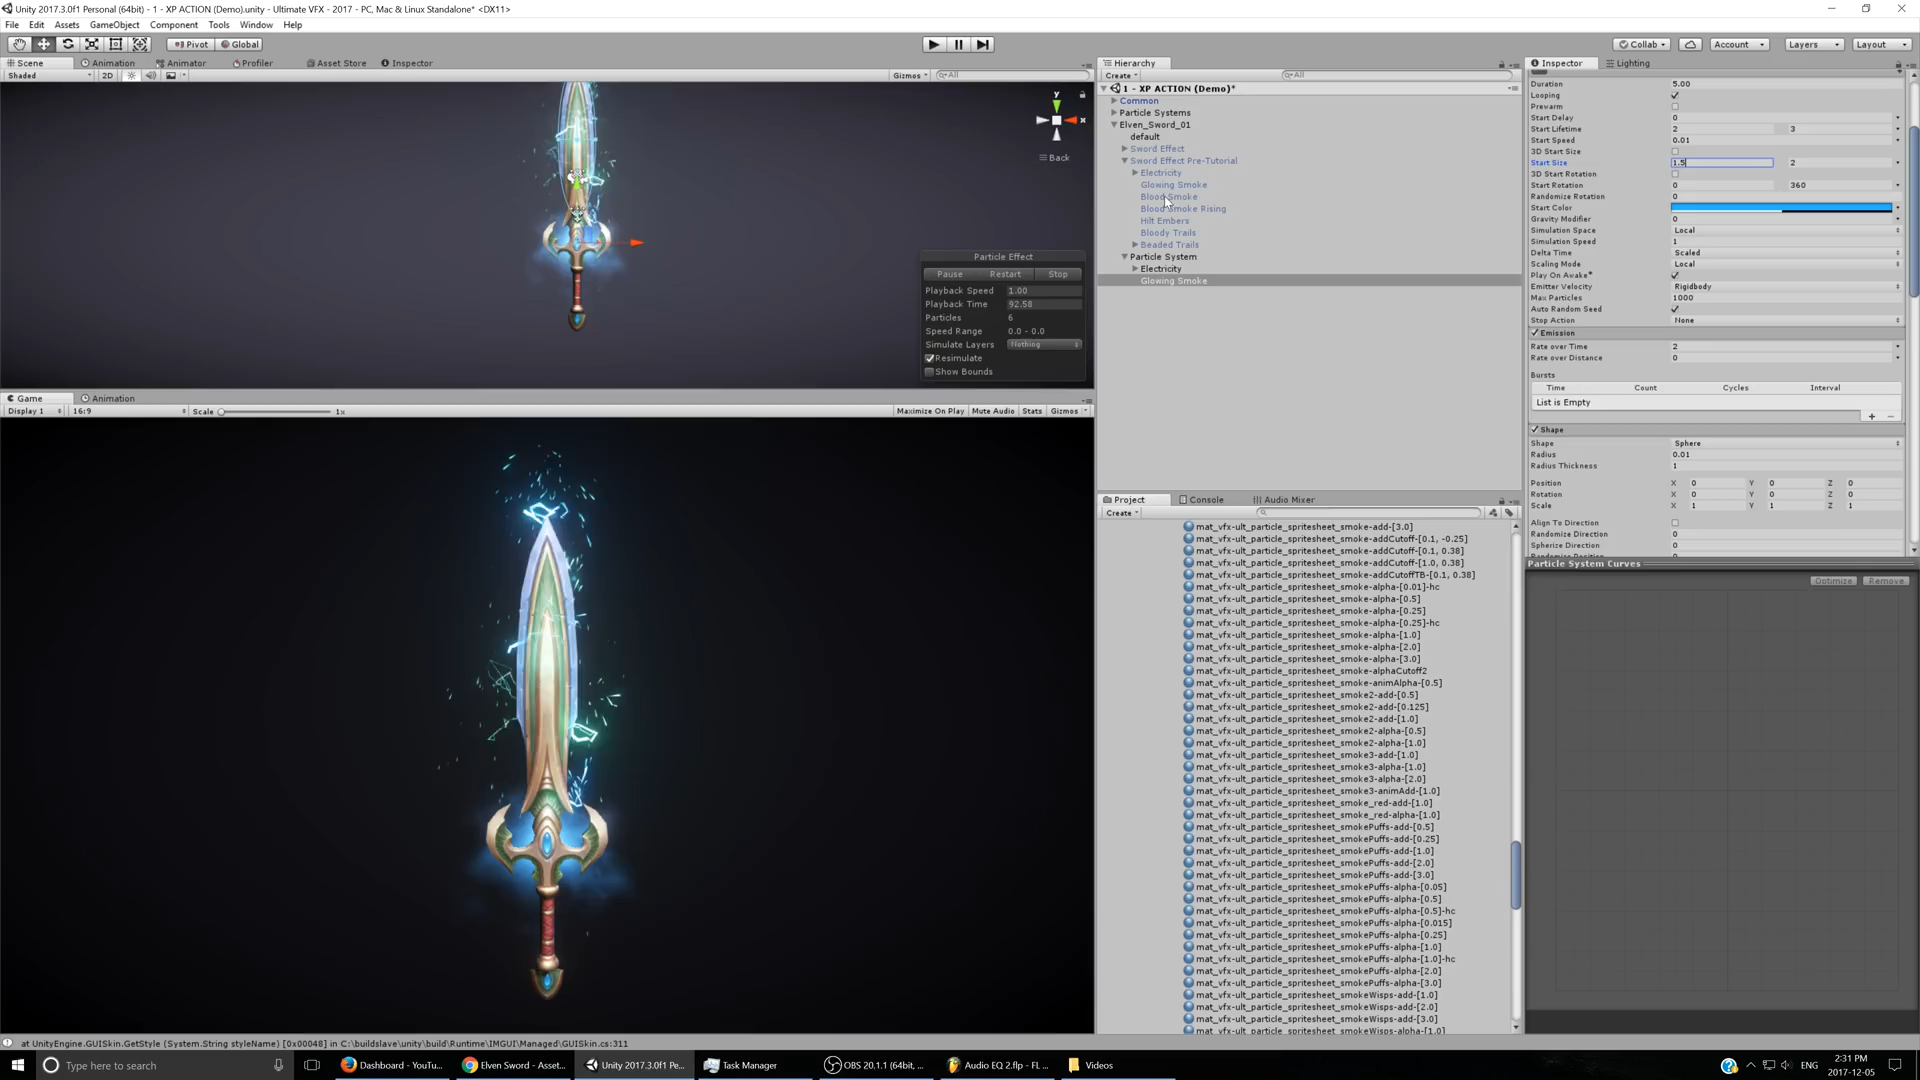 Unity 2017.3.0f1 Personal (64bit) - 1 - XP ACTION (Demo).unity - Ultimate VFX - 2017 - PC, Mac & Linux Standalone* <DX11>
File Edit Assets GameObject Component Tools Window Help
Pivot Global Collab Account Layers Layout
Scene Animation Animator Profiler Asset Store Inspector
Shaded 2D Gizmos All
y
x
Back
Particle Effect
Pause Restart Stop
Playback Speed 1.00
Playback Time 92.58
Particles 6
Speed Range 0.0 - 0.0
Simulate Layers Nothing
Resimulate
Show Bounds
Game Animation
Display 1 16:9 Scale 1x Maximize On Play Mute Audio Stats Gizmos
Hierarchy
Create All
1 - XP ACTION (Demo)*
Common
Particle Systems
Elven_Sword_01
default
Sword Effect
Sword Effect Pre-Tutorial
Electricity
Glowing Smoke
Blood Smoke
Blood Smoke Rising
Hilt Embers
Bloody Trails
Beaded Trails
Particle System
Electricity
Glowing Smoke
Project Console Audio Mixer
Create
mat_vfx-ult_particle_spritesheet_smoke-add-[3.0]
mat_vfx-ult_particle_spritesheet_smoke-addCutoff-[0.1, -0.25]
mat_vfx-ult_particle_spritesheet_smoke-addCutoff-[0.1, 0.38]
mat_vfx-ult_particle_spritesheet_smoke-addCutoff-[1.0, 0.38]
mat_vfx-ult_particle_spritesheet_smoke-addCutoffTB-[0.1, 0.38]
mat_vfx-ult_particle_spritesheet_smoke-alpha-[0.01]-hc
mat_vfx-ult_particle_spritesheet_smoke-alpha-[0.5]
mat_vfx-ult_particle_spritesheet_smoke-alpha-[0.25]
mat_vfx-ult_particle_spritesheet_smoke-alpha-[0.25]-hc
mat_vfx-ult_particle_spritesheet_smoke-alpha-[1.0]
mat_vfx-ult_particle_spritesheet_smoke-alpha-[2.0]
mat_vfx-ult_particle_spritesheet_smoke-alpha-[3.0]
mat_vfx-ult_particle_spritesheet_smoke-alphaCutoff2
mat_vfx-ult_particle_spritesheet_smoke-animAlpha-[0.5]
mat_vfx-ult_particle_spritesheet_smoke2-add-[0.5]
mat_vfx-ult_particle_spritesheet_smoke2-add-[0.125]
mat_vfx-ult_particle_spritesheet_smoke2-add-[1.0]
mat_vfx-ult_particle_spritesheet_smoke2-alpha-[0.5]
mat_vfx-ult_particle_spritesheet_smoke2-alpha-[1.0]
mat_vfx-ult_particle_spritesheet_smoke3-add-[1.0]
mat_vfx-ult_particle_spritesheet_smoke3-alpha-[1.0]
mat_vfx-ult_particle_spritesheet_smoke3-alpha-[2.0]
mat_vfx-ult_particle_spritesheet_smoke3-animAdd-[1.0]
mat_vfx-ult_particle_spritesheet_smoke_red-add-[1.0]
mat_vfx-ult_particle_spritesheet_smoke_red-alpha-[1.0]
mat_vfx-ult_particle_spritesheet_smokePuffs-add-[0.5]
mat_vfx-ult_particle_spritesheet_smokePuffs-add-[0.25]
mat_vfx-ult_particle_spritesheet_smokePuffs-add-[1.0]
mat_vfx-ult_particle_spritesheet_smokePuffs-add-[2.0]
mat_vfx-ult_particle_spritesheet_smokePuffs-add-[3.0]
mat_vfx-ult_particle_spritesheet_smokePuffs-alpha-[0.05]
mat_vfx-ult_particle_spritesheet_smokePuffs-alpha-[0.5]
mat_vfx-ult_particle_spritesheet_smokePuffs-alpha-[0.5]-hc
mat_vfx-ult_particle_spritesheet_smokePuffs-alpha-[0.015]
mat_vfx-ult_particle_spritesheet_smokePuffs-alpha-[0.25]
mat_vfx-ult_particle_spritesheet_smokePuffs-alpha-[1.0]
mat_vfx-ult_particle_spritesheet_smokePuffs-alpha-[1.0]-hc
mat_vfx-ult_particle_spritesheet_smokePuffs-alpha-[2.0]
mat_vfx-ult_particle_spritesheet_smokePuffs-alpha-[3.0]
mat_vfx-ult_particle_spritesheet_smokeWisps-add-[1.0]
mat_vfx-ult_particle_spritesheet_smokeWisps-add-[2.0]
mat_vfx-ult_particle_spritesheet_smokeWisps-add-[3.0]
mat_vfx-ult_particle_spritesheet_smokeWisps-alpha-[1.0]
Inspector Lighting
Duration 5.00
Looping
Prewarm
Start Delay 0
Start Lifetime 2 3
Start Speed 0.01
3D Start Size
Start Size 1.5 2
3D Start Rotation
Start Rotation 0 360
Randomize Rotation 0
Start Color
Gravity Modifier 0
Simulation Space Local
Simulation Speed 1
Delta Time Scaled
Scaling Mode Local
Play On Awake*
Emitter Velocity Rigidbody
Max Particles 1000
Auto Random Seed
Stop Action None
Emission
Rate over Time 2
Rate over Distance 0
Bursts
Time Count Cycles Interval
List is Empty
Shape
Shape Sphere
Radius 0.01
Radius Thickness 1
Position X 0 Y 0 Z 0
Rotation X 0 Y 0 Z 0
Scale X 1 Y 1 Z 1
Align To Direction
Randomize Direction 0
Spherize Direction 0
Particle System Curves
Optimize Remove
at UnityEngine.GUISkin.GetStyle (System.String styleName) [0x00048] in C:\buildslave\unity\build\Runtime\IMGUI\Managed\GUISkin.cs:311
Type here to search Dashboard - YouTu... Elven Sword - Asset... Unity 2017.3.0f1 Pe... Task Manager OBS 20.1.1 (64bit, ... Audio EQ 2.flp - FL ... Videos ENG
2:31 PM
2017-12-05